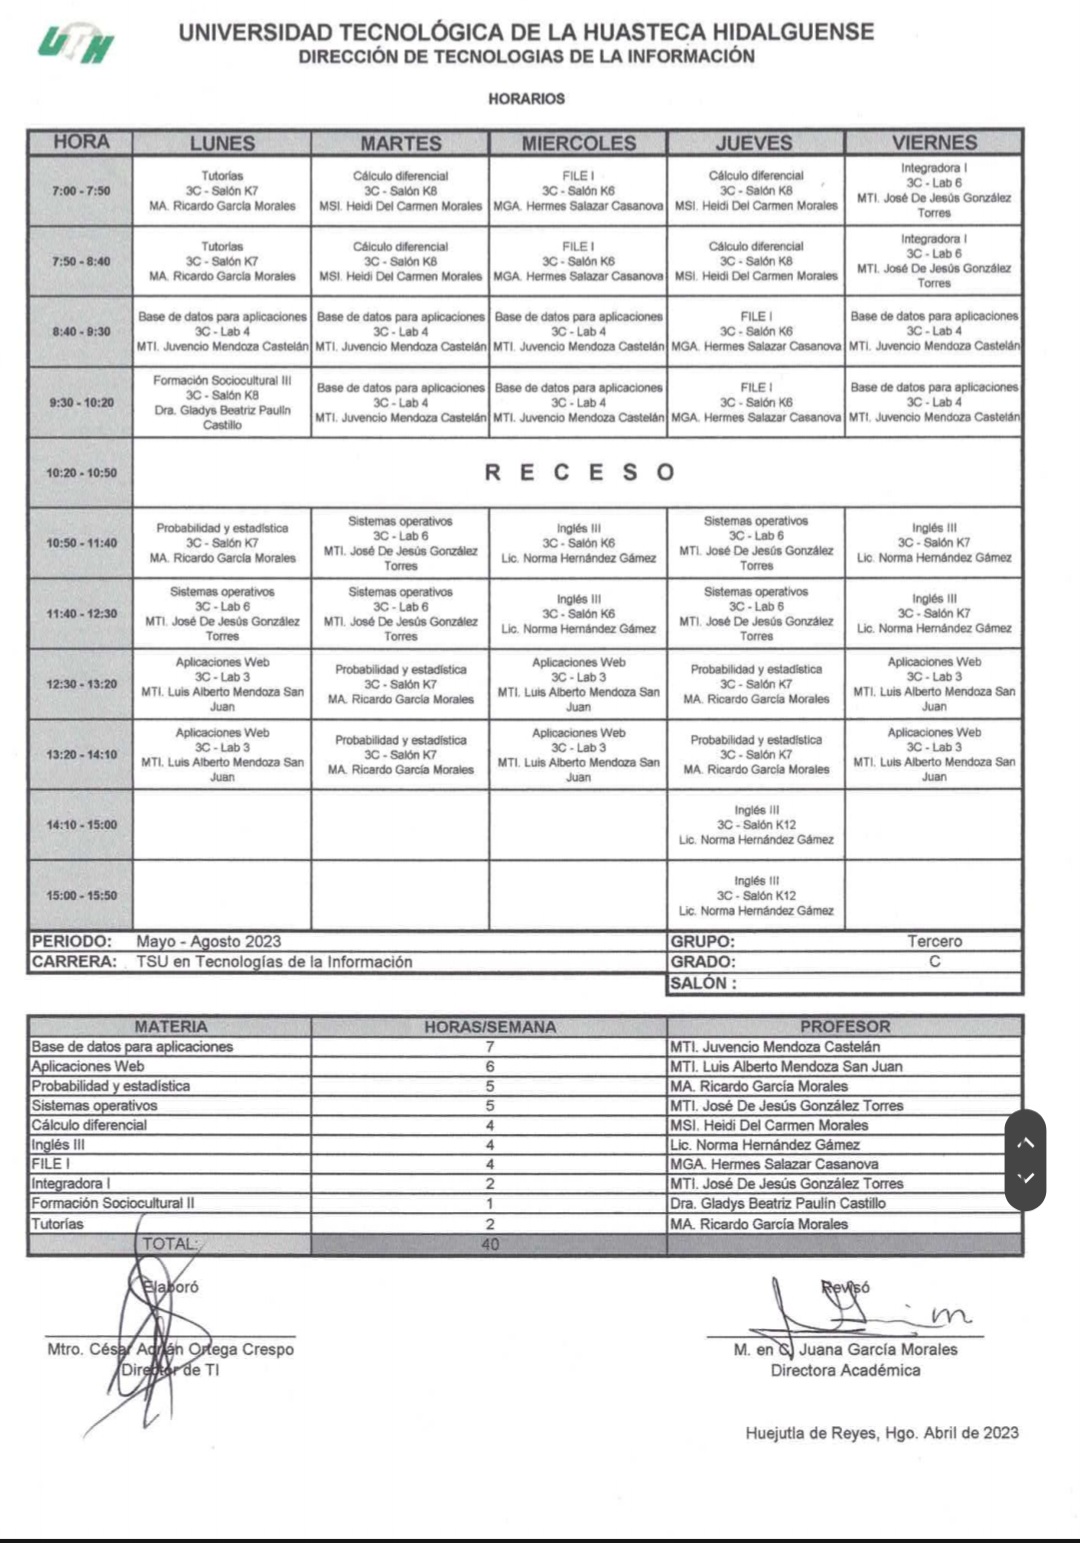 UTH
UNIVERSIDAD TECNOLÓGICA DE LA HUASTECA HIDALGUENSE
DIRECCIÓN DE TECNOLOGIAS DE LA INFORMACIÓN
HORARIOS
HORA LUNES MARTES MIERCOLES JUEVES VIERNES
7:00 - 7:50
Tutorías
3C - Salón K7
MA. Ricardo García Morales
Cálculo diferencial
3C - Salón K8
MSI. Heidi Del Carmen Morales
FILE I
3C - Salón K6
MGA. Hermes Salazar Casanova
Cálculo diferencial
3C - Salón K8
MSI. Heidi Del Carmen Morales
Integradora I
3C - Lab 6
MTI. José De Jesús González
Torres
7:50 - 8:40
Tutorías
3C - Salón K7
MA. Ricardo García Morales
Cálculo diferencial
3C - Salón K8
MSI. Heidi Del Carmen Morales
FILE I
3C - Salón K6
MGA. Hermes Salazar Casanova
Cálculo diferencial
3C - Salón K8
MSI. Heidi Del Carmen Morales
Integradora I
3C - Lab 6
MTI. José De Jesús González
Torres
8:40 - 9:30
Base de datos para aplicaciones
3C - Lab 4
MTI. Juvencio Mendoza Castelán
Base de datos para aplicaciones
3C - Lab 4
MTI. Juvencio Mendoza Castelán
Base de datos para aplicaciones
3C - Lab 4
MTI. Juvencio Mendoza Castelán
FILE I
3C - Salón K6
MGA. Hermes Salazar Casanova
Base de datos para aplicaciones
3C - Lab 4
MTI. Juvencio Mendoza Castelán
9:30 - 10:20
Formación Sociocultural III
3C - Salón K8
Dra. Gladys Beatriz Paulin
Castillo
Base de datos para aplicaciones
3C - Lab 4
MTI. Juvencio Mendoza Castelán
Base de datos para aplicaciones
3C - Lab 4
MTI. Juvencio Mendoza Castelán
FILE I
3C - Salón K6
MGA. Hermes Salazar Casanova
Base de datos para aplicaciones
3C - Lab 4
MTI. Juvencio Mendoza Castelán
10:20 - 10:50
R E C E S O
10:50 - 11:40
Probabilidad y estadística
3C - Salón K7
MA. Ricardo García Morales
Sistemas operativos
3C - Lab 6
MTI. José De Jesús González
Torres
Inglés III
3C - Salón K6
Lic. Norma Hernández Gámez
Sistemas operativos
3C - Lab 6
MTI. José De Jesús González
Torres
Inglés III
3C - Salón K7
Lic. Norma Hernández Gámez
11:40 - 12:30
Sistemas operativos
3C - Lab 6
MTI. José De Jesús González
Torres
Sistemas operativos
3C - Lab 6
MTI. José De Jesús González
Torres
Inglés III
3C - Salón K6
Lic. Norma Hernández Gámez
Sistemas operativos
3C - Lab 6
MTI. José De Jesús González
Torres
Inglés III
3C - Salón K7
Lic. Norma Hernández Gámez
12:30 - 13:20
Aplicaciones Web
3C - Lab 3
MTI. Luis Alberto Mendoza San
Juan
Probabilidad y estadística
3C - Salón K7
MA. Ricardo García Morales
Aplicaciones Web
3C - Lab 3
MTI. Luis Alberto Mendoza San
Juan
Probabilidad y estadística
3C - Salón K7
MA. Ricardo García Morales
Aplicaciones Web
3C - Lab 3
MTI. Luis Alberto Mendoza San
Juan
13:20 - 14:10
Aplicaciones Web
3C - Lab 3
MTI. Luis Alberto Mendoza San
Juan
Probabilidad y estadística
3C - Salón K7
MA. Ricardo García Morales
Aplicaciones Web
3C - Lab 3
MTI. Luis Alberto Mendoza San
Juan
Probabilidad y estadística
3C - Salón K7
MA. Ricardo García Morales
Aplicaciones Web
3C - Lab 3
MTI. Luis Alberto Mendoza San
Juan
14:10 - 15:00
Inglés III
3C - Salón K12
Lic. Norma Hernández Gámez
15:00 - 15:50
Inglés III
3C - Salón K12
Lic. Norma Hernández Gámez
PERIODO: Mayo - Agosto 2023 GRUPO: Tercero
CARRERA: TSU en Tecnologías de la Información GRADO: C
SALÓN :
MATERIA HORAS/SEMANA PROFESOR
Base de datos para aplicaciones 7 MTI. Juvencio Mendoza Castelán
Aplicaciones Web 6 MTI. Luis Alberto Mendoza San Juan
Probabilidad y estadística 5 MA. Ricardo García Morales
Sistemas operativos 5 MTI. José De Jesús González Torres
Cálculo diferencial 4 MSI. Heidi Del Carmen Morales
Inglés III 4 Lic. Norma Hernández Gámez
FILE I 4 MGA. Hermes Salazar Casanova
Integradora I 2 MTI. José De Jesús González Torres
Formación Sociocultural II 1 Dra. Gladys Beatriz Paulin Castillo
Tutorías 2 MA. Ricardo García Morales
TOTAL: 40
Elaboró Revisó
Mtro. César Adrián Ortega Crespo M. en C. Juana García Morales
Director de TI Directora Académica
Huejutla de Reyes, Hgo. Abril de 2023